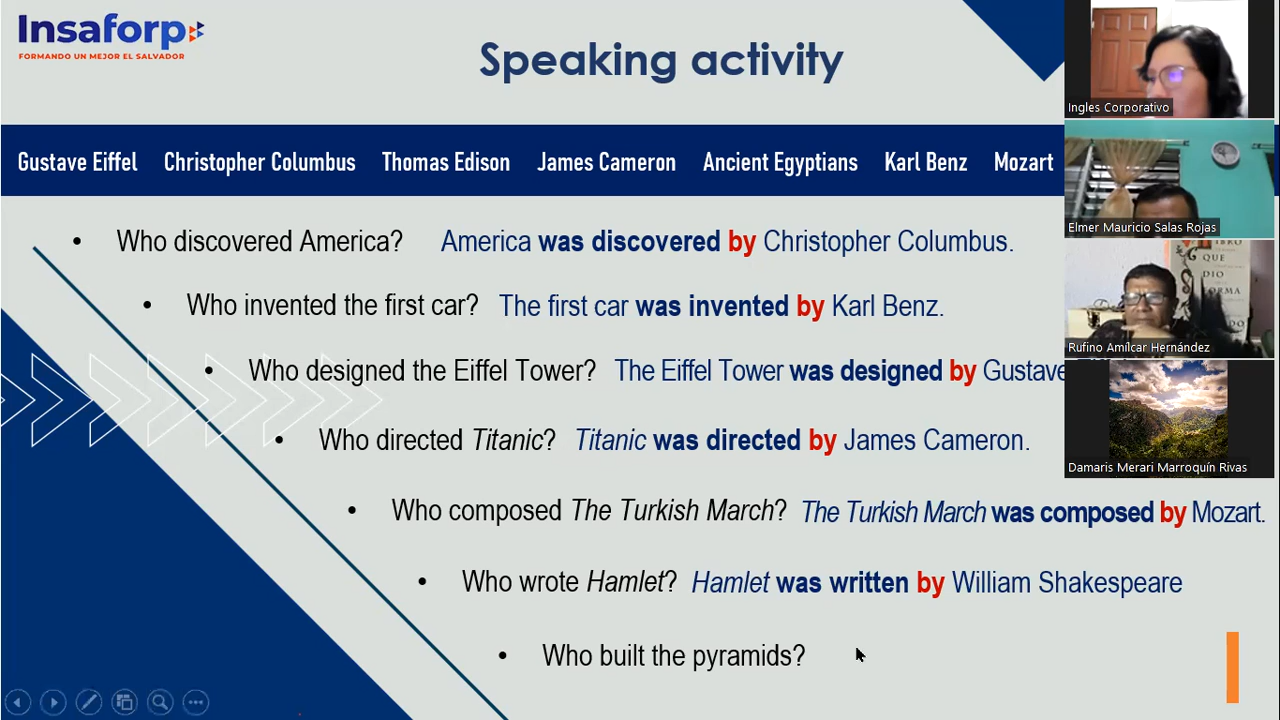 Insaforp
FORMANDO UN MEJOR EL SALVADOR
Speaking activity
Gustave Eiffel Christopher Columbus Thomas Edison James Cameron Ancient Egyptians Karl Benz Mozart
• Who discovered America? America was discovered by Christopher Columbus.
• Who invented the first car? The first car was invented by Karl Benz.
• Who designed the Eiffel Tower? The Eiffel Tower was designed by Gustave
• Who directed Titanic? Titanic was directed by James Cameron.
• Who composed The Turkish March? The Turkish March was composed by Mozart.
• Who wrote Hamlet? Hamlet was written by William Shakespeare
• Who built the pyramids?
Ingles Corporativo
Elmer Mauricio Salas Rojas
QUE
DIO
Rufino Amílcar Hernández
Damaris Merari Marroquín Rivas